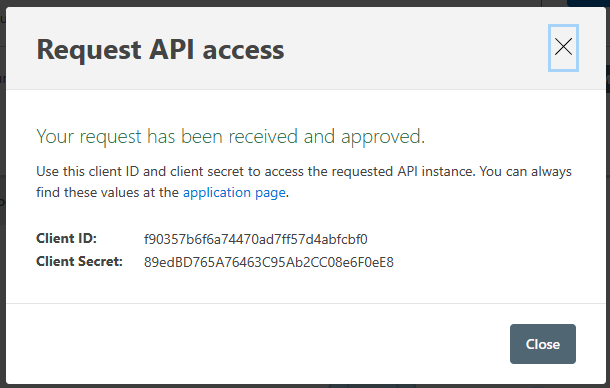 Request API access
Your request has been received and approved.
Use this client ID and client secret to access the requested API instance. You can always
find these values at the application page.
Client ID: f90357b6f6a74470ad7ff57d4abfcbf0
Client Secret: 89edBD765A76463C95Ab2CC08e6F0eE8
Close